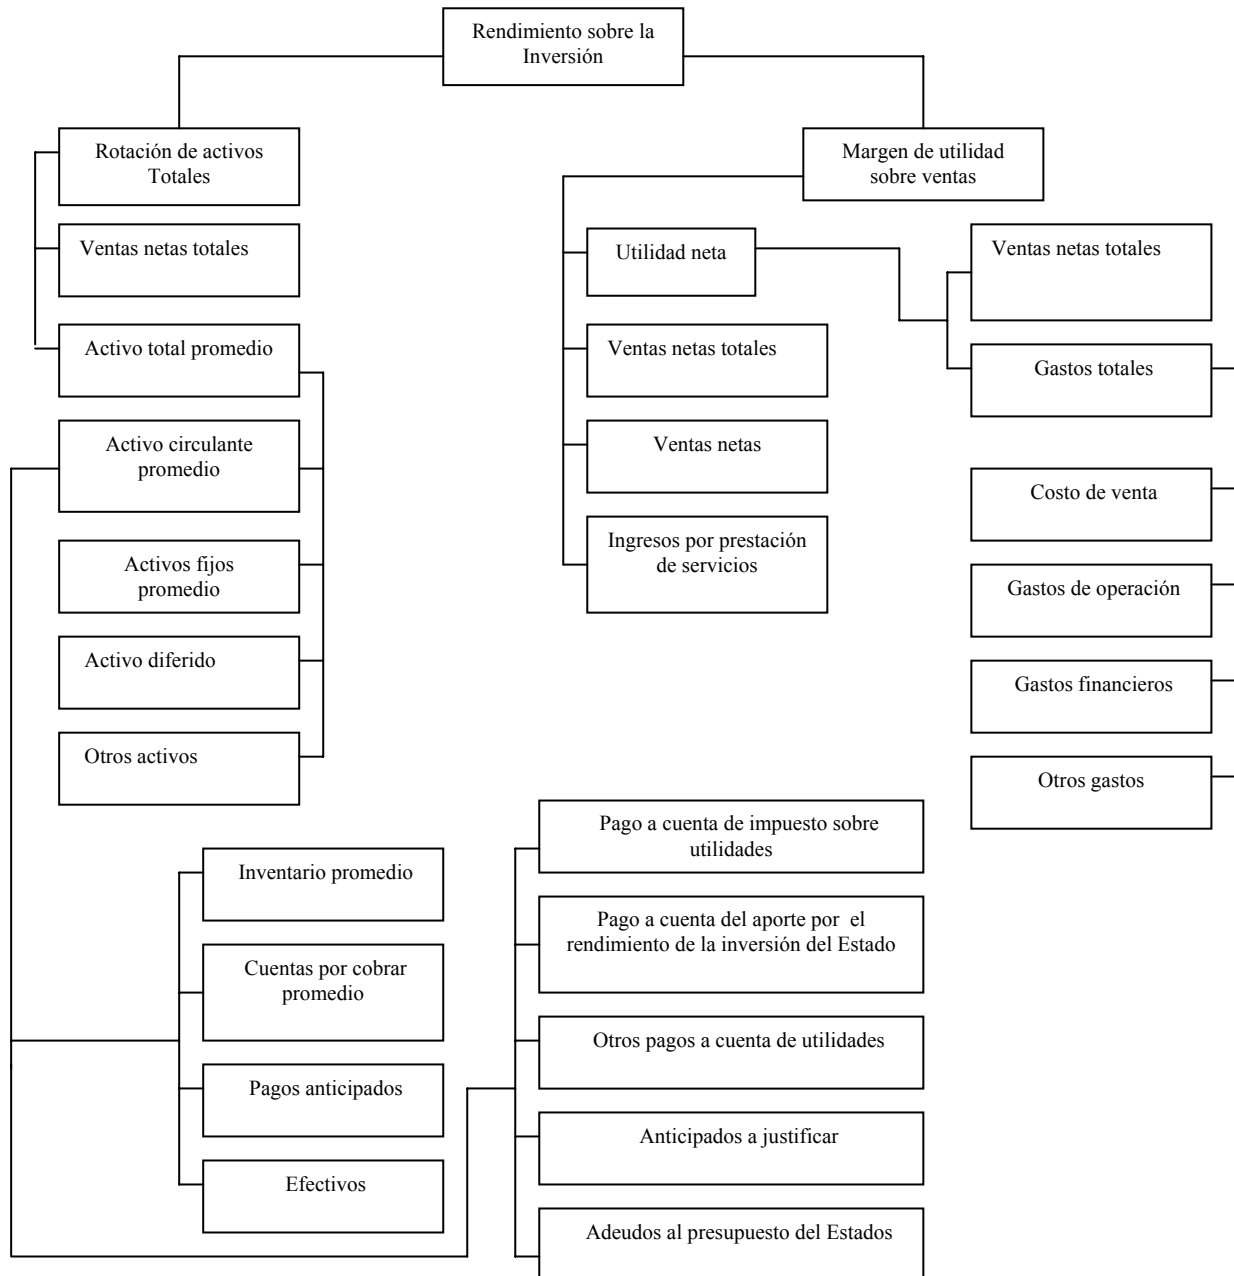 Rendimiento sobre la
Inversión
Rotación de activos
Totales
Margen de utilidad
sobre ventas
Ventas netas totales
Utilidad neta
Ventas netas totales
Activo total promedio
Ventas netas totales
Gastos totales
Activo circulante
promedio
Ventas netas
Costo de venta
Activos fijos
promedio
Ingresos por prestación
de servicios
Gastos de operación
Activo diferido
Gastos financieros
Otros activos
Otros gastos
Pago a cuenta de impuesto sobre
utilidades
Inventario promedio
Pago a cuenta del aporte por el
rendimiento de la inversión del Estado
Cuentas por cobrar
promedio
Otros pagos a cuenta de utilidades
Pagos anticipados
Anticipados a justificar
Efectivos
Adeudos al presupuesto del Estados